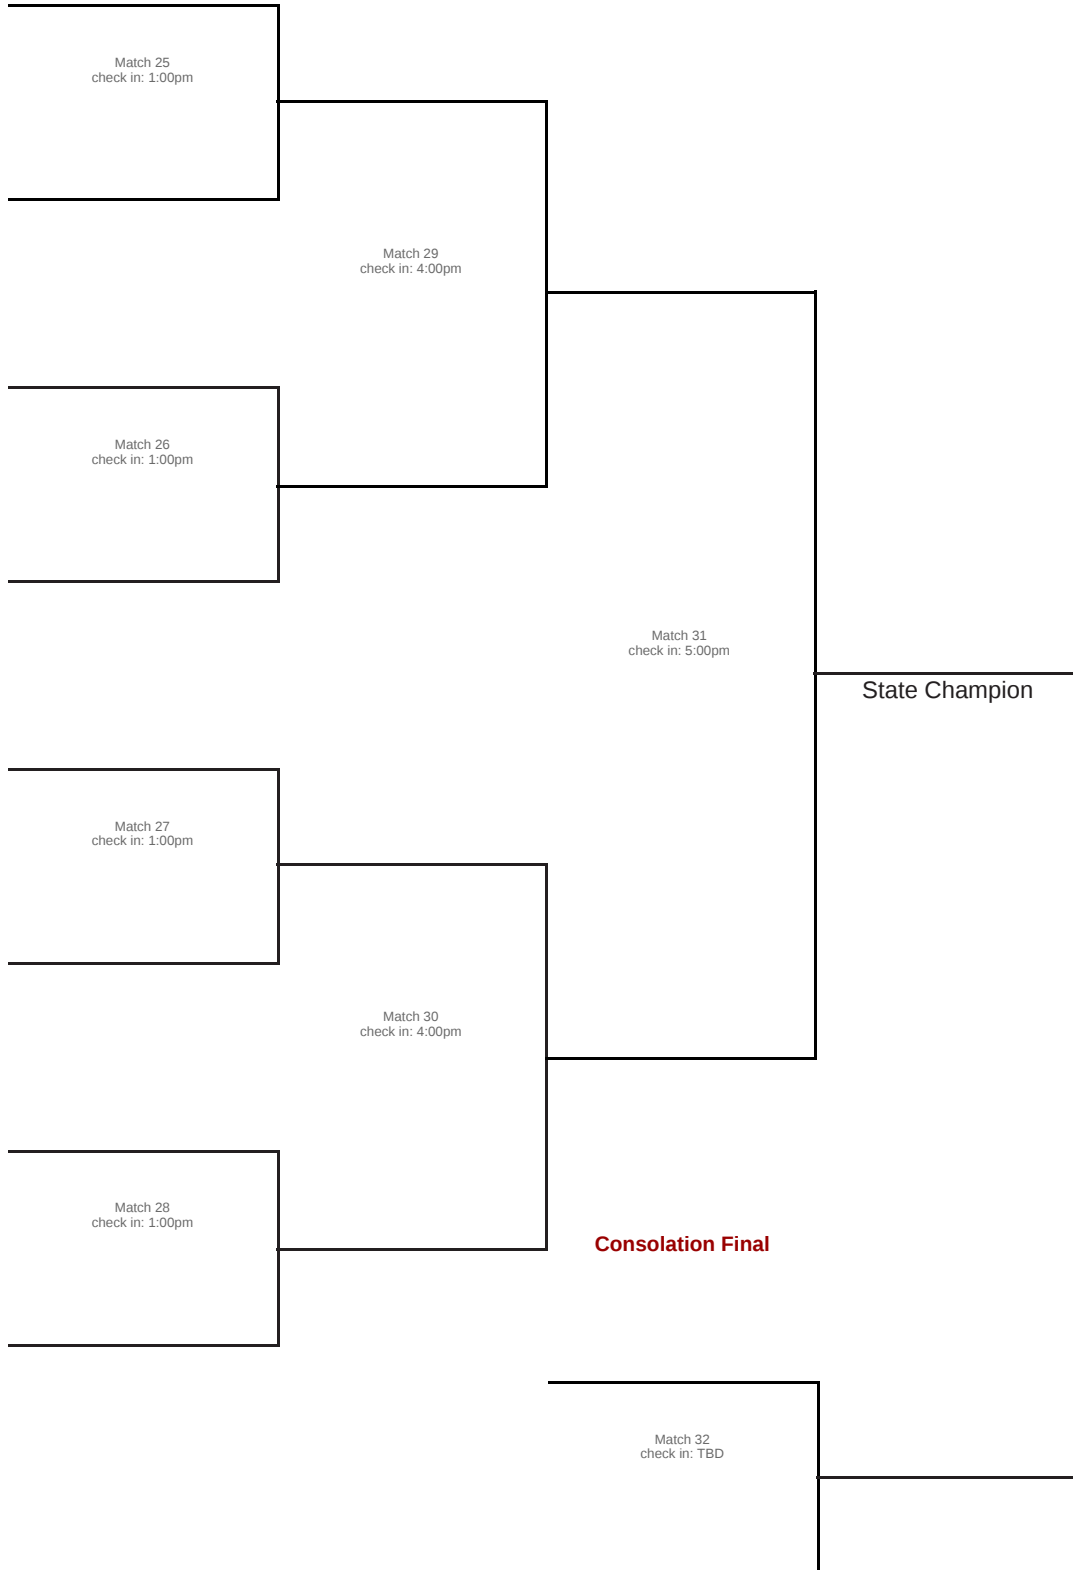 Match 25
check in: 1:00pm
Match 29
check in: 4:00pm
Match 26
check in: 1:00pm
Match 31
check in: 5:00pm
State Champion
Match 27
check in: 1:00pm
Match 30
check in: 4:00pm
Match 28
check in: 1:00pm
Consolation Final
Match 32
check in: TBD